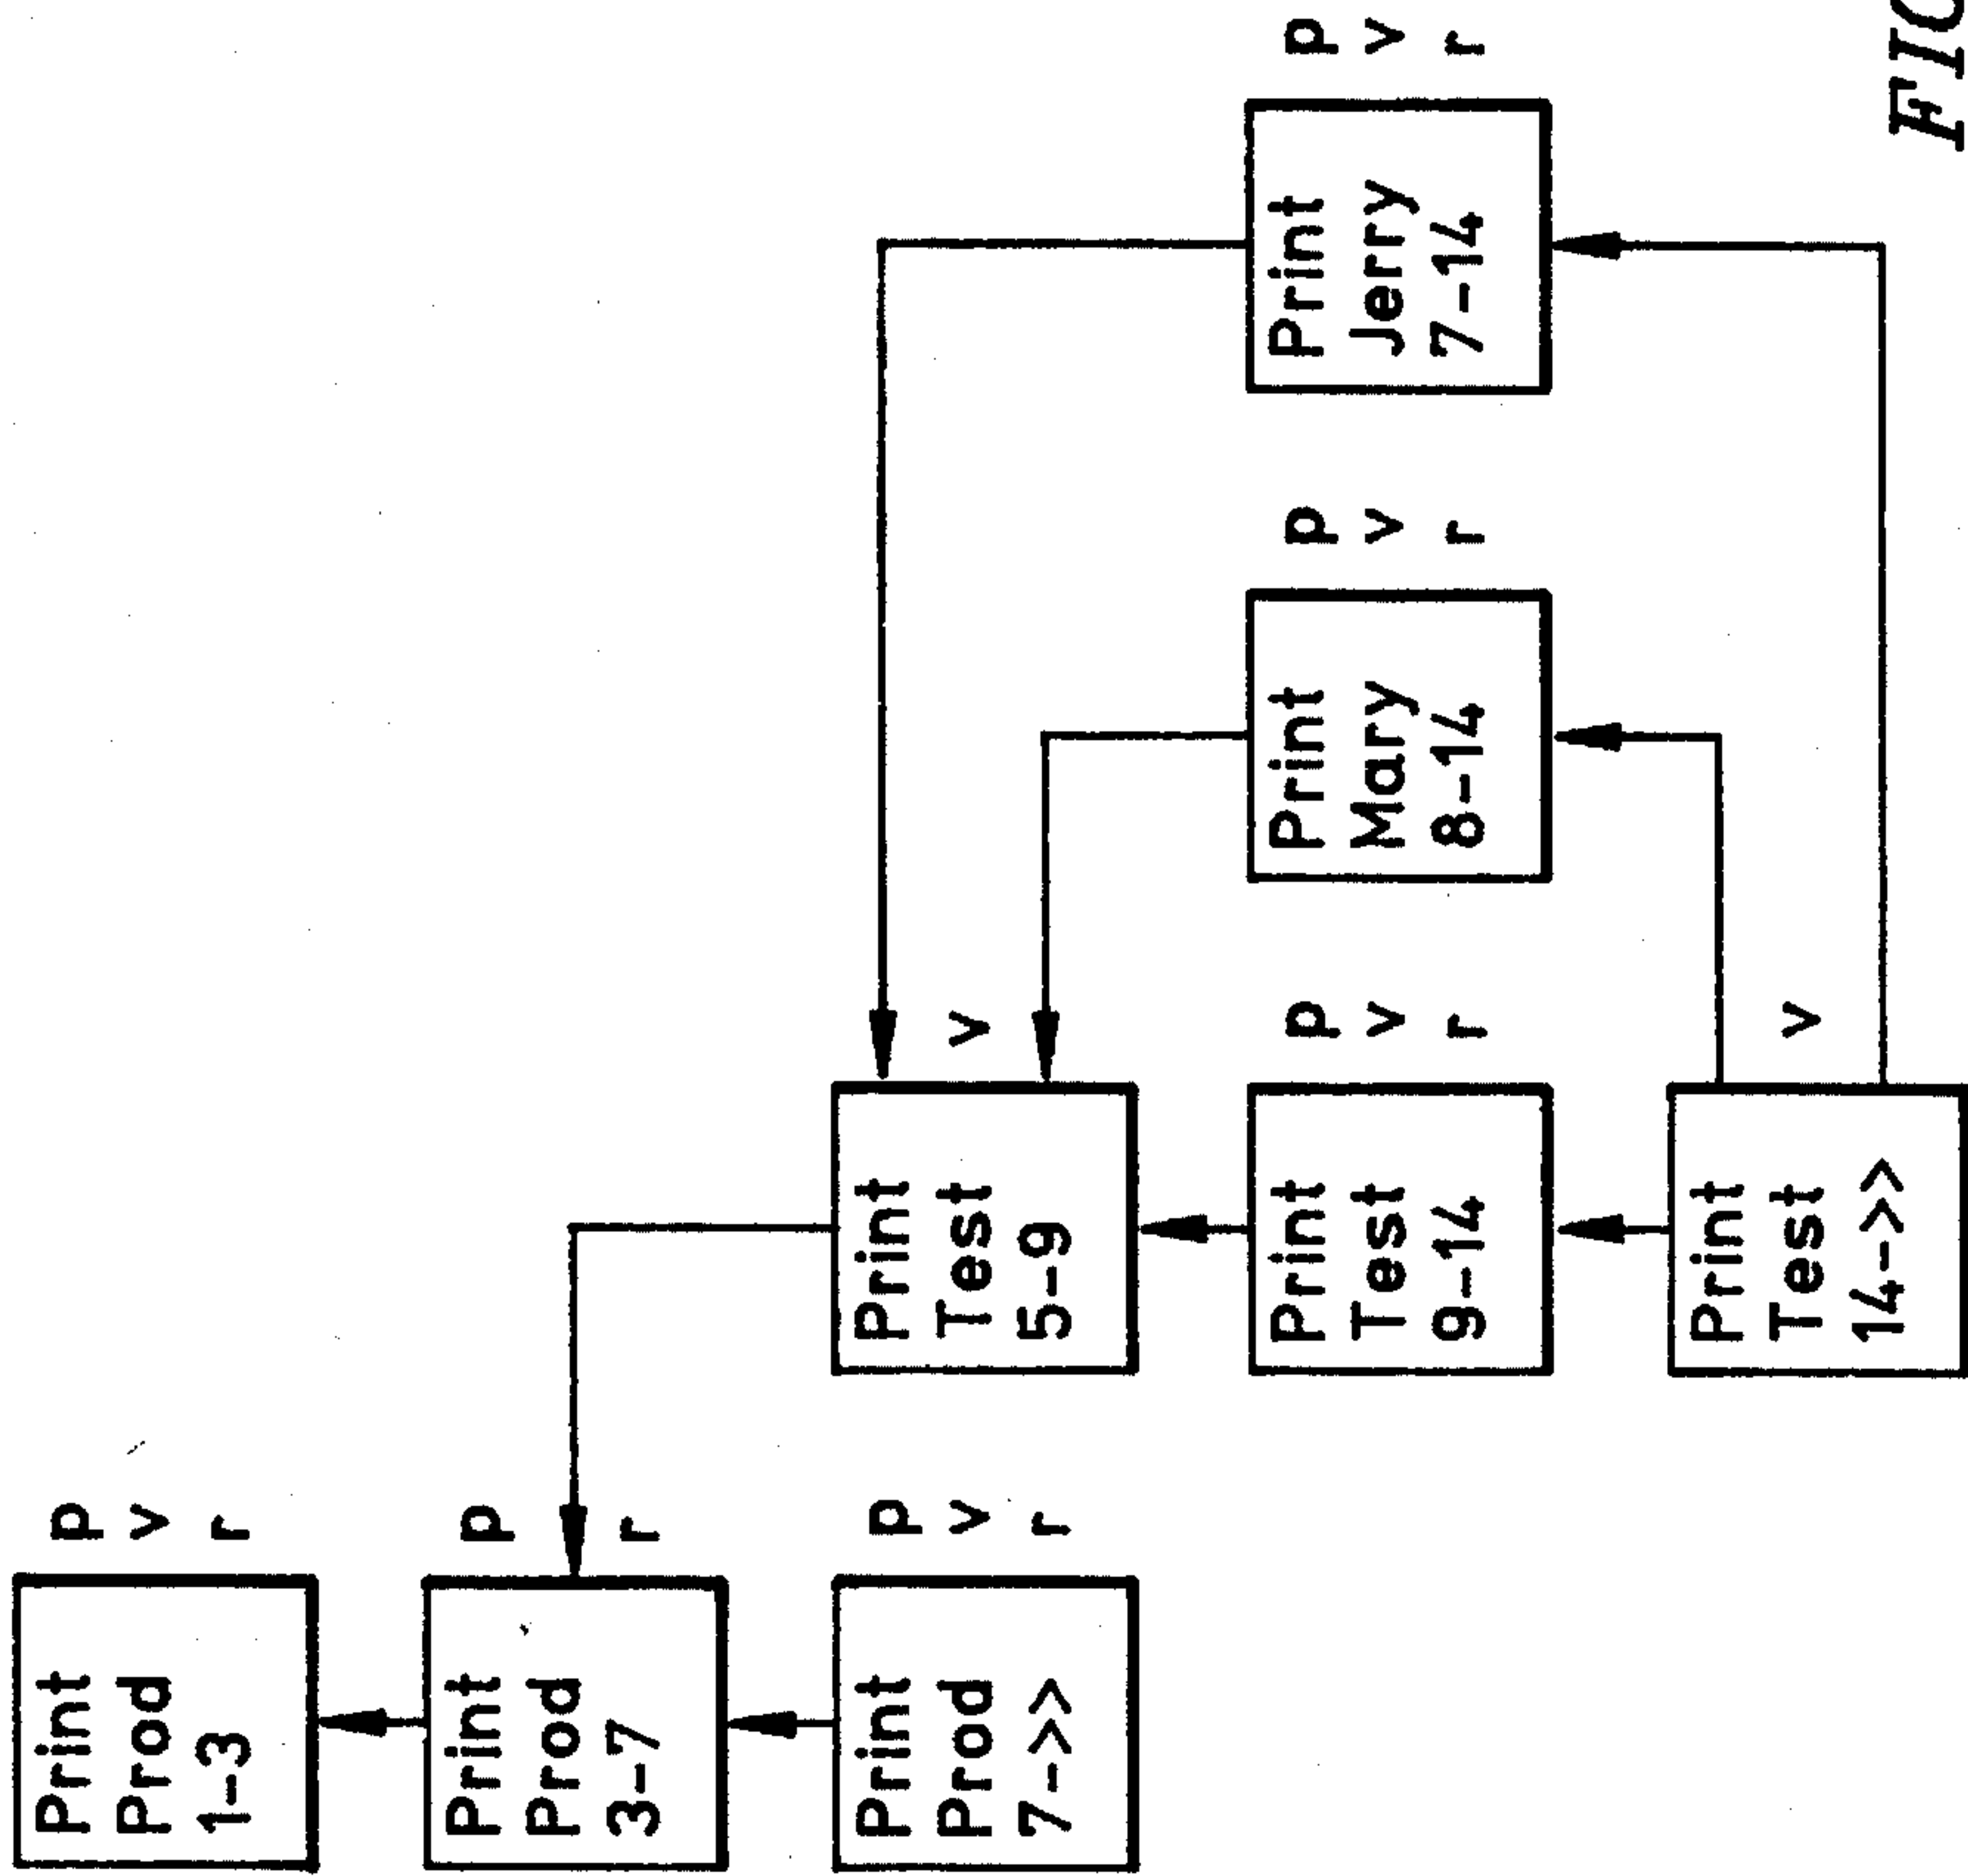 Print
Prod
1-3
p
v
r
Print
Prod
3-7
p
r
Print
Prod
7->>
p
v
r
Print
Test
5-9
v
Print
Test
9-14
p
v
r
Print
Mary
8-14
p
v
r
Print
Jerry
7-14
p
v
r
Print
Test
14->>
v